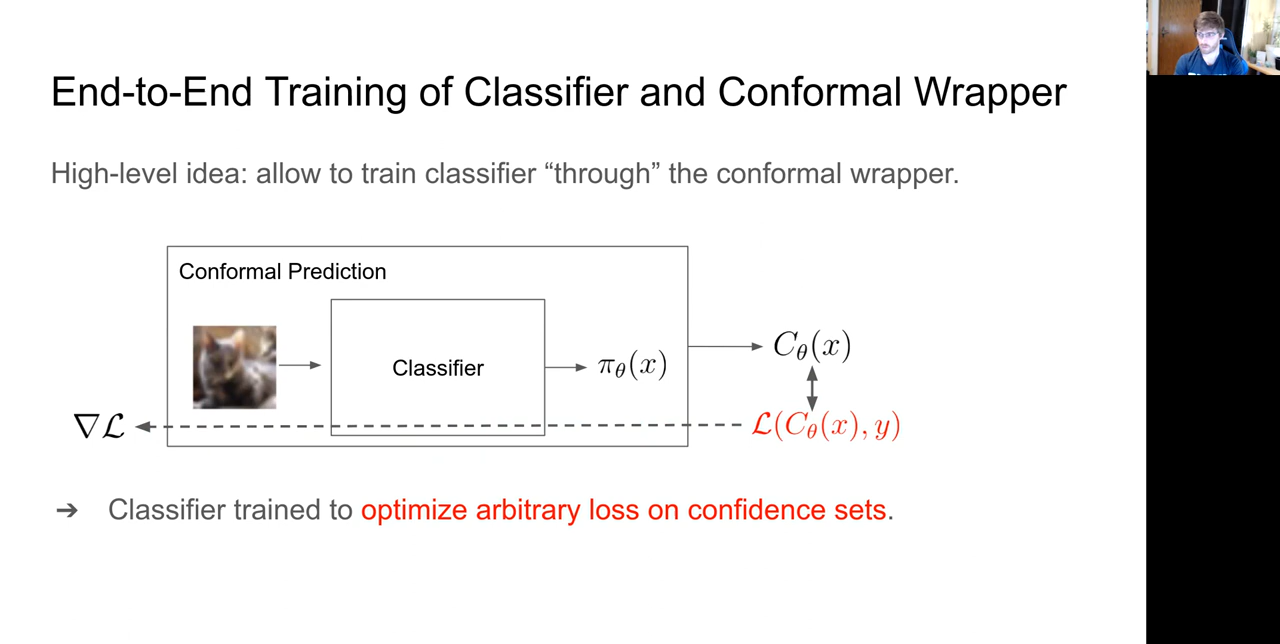 End-to-End Training of Classifier and Conformal Wrapper
High-level idea: allow to train classifier “through” the conformal wrapper.
Conformal Prediction
Classifier
π_θ(x)
C_θ(x)
∇ℒ
ℒ(C_θ(x), y)
➔ Classifier trained to optimize arbitrary loss on confidence sets.